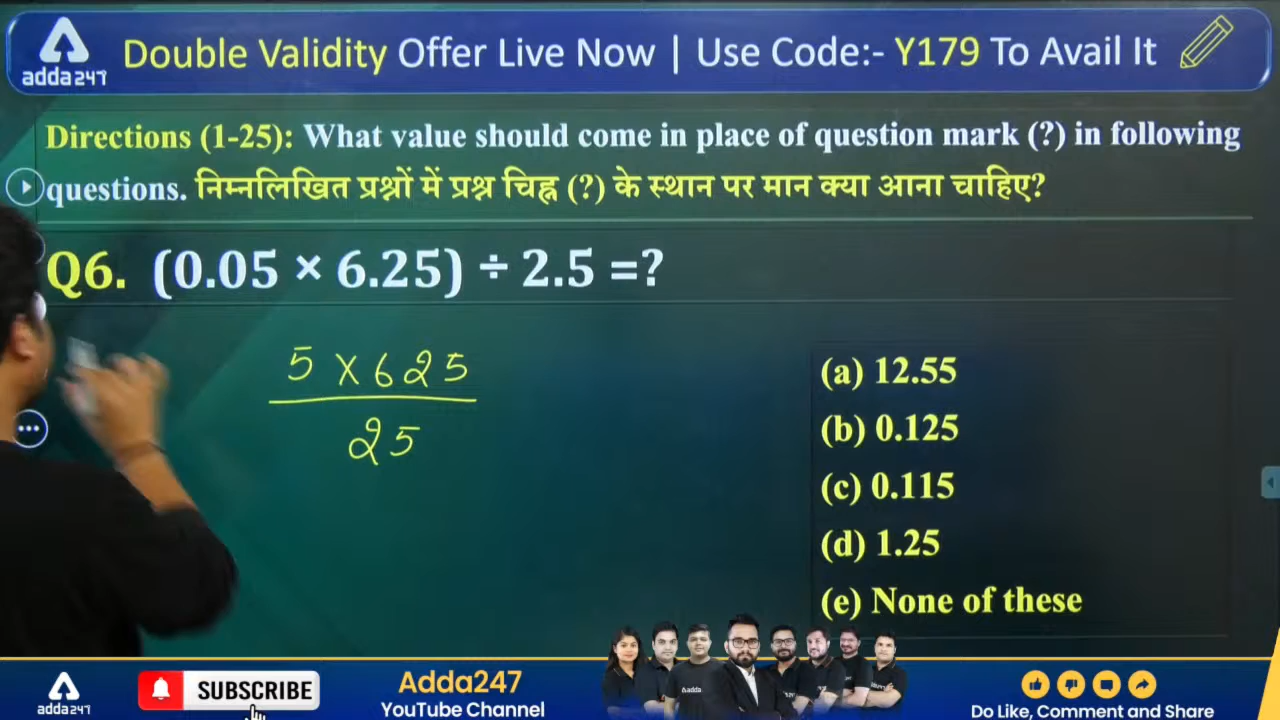 adda247
Double Validity Offer Live Now | Use Code:- Y179 To Avail It
Directions (1-25): What value should come in place of question mark (?) in following
questions. निम्नलिखित प्रश्नों में प्रश्न चिह्न (?) के स्थान पर मान क्या आना चाहिए?
Q6. (0.05 × 6.25) ÷ 2.5 =?
5 × 625
25
(a) 12.55
(b) 0.125
(c) 0.115
(d) 1.25
(e) None of these
adda247
SUBSCRIBE
Adda247
YouTube Channel
Do Like, Comment and Share